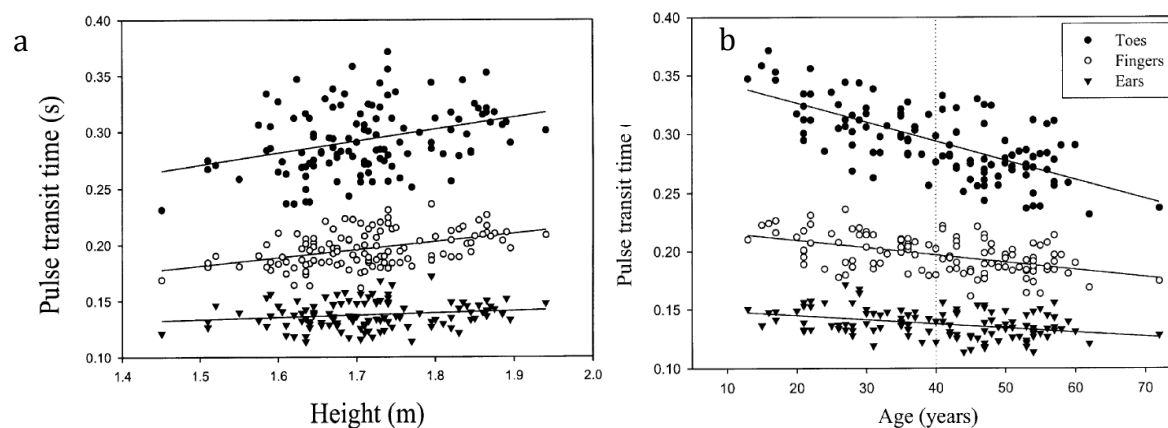 a
Pulse transit time (s)
0.40
0.35
0.30
0.25
0.20
0.15
0.10
1.4 1.5 1.6 1.7 1.8 1.9 2.0
Height (m)
b
Pulse transit time (
0.40
0.35
0.30
0.25
0.20
0.15
0.10
10 20 30 40 50 60 70
Age (years)
Toes
Fingers
Ears